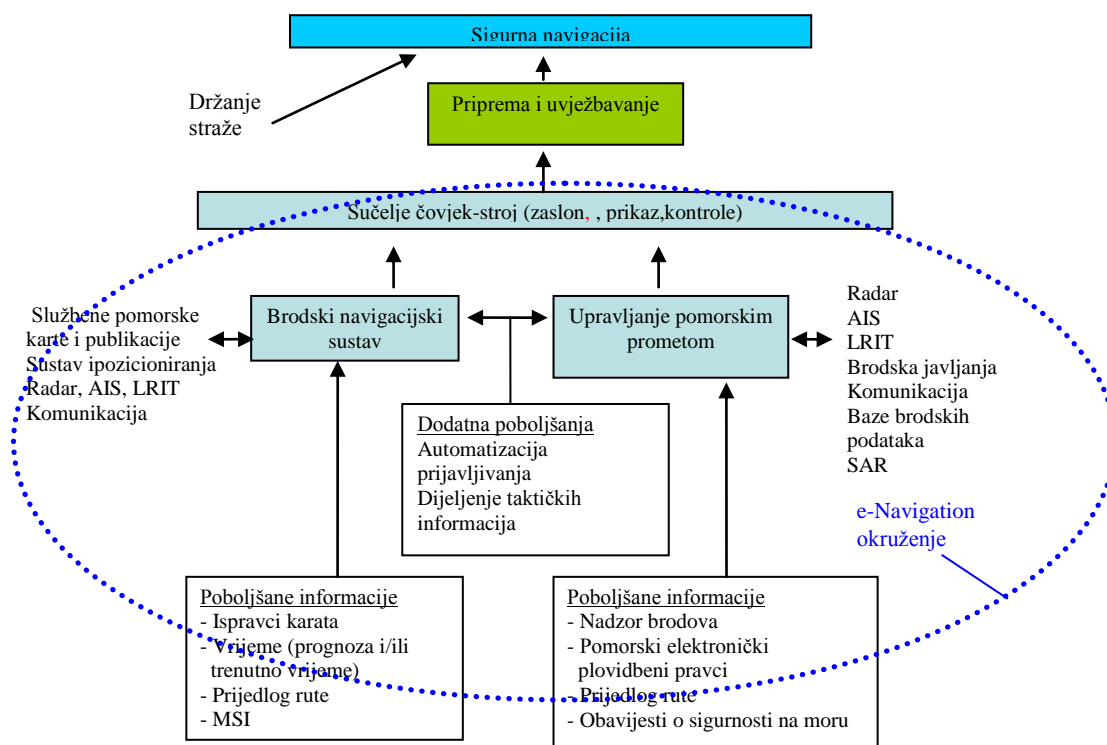 Sigurna navigacija
Držanje
straže
Priprema i uvježbavanje
Sučelje čovjek-stroj (zaslon, , prikaz,kontrole)
Službene pomorske
karte i publikacije
Sustav ipozicioniranja
Radar, AIS, LRIT
Komunikacija
Brodski navigacijski
sustav
Upravljanje pomorskim
prometom
Radar
AIS
LRIT
Brodska javljanja
Komunikacija
Baze brodskih
podataka
SAR
Dodatna poboljšanja
Automatizacija
prijavljivanja
Dijeljenje taktičkih
informacija
e-Navigation
okruženje
Poboljšane informacije
- Ispravci karata
- Vrijeme (prognoza i/ili
trenutno vrijeme)
- Prijedlog rute
- MSI
Poboljšane informacije
- Nadzor brodova
- Pomorski elektronički
plovidbeni pravci
- Prijedlog rute
- Obavijesti o sigurnosti na moru